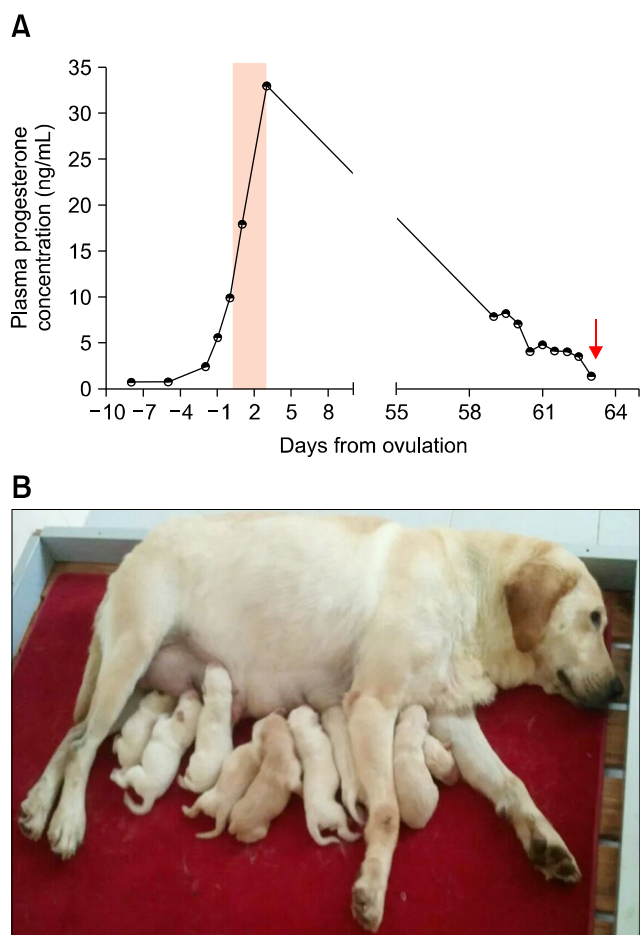 A
35
30
25
20
15
10
5
0
Plasma progesterone
concentration (ng/mL)
−10 −7 −4 −1 2 5 8 55 58 61 64
Days from ovulation
B